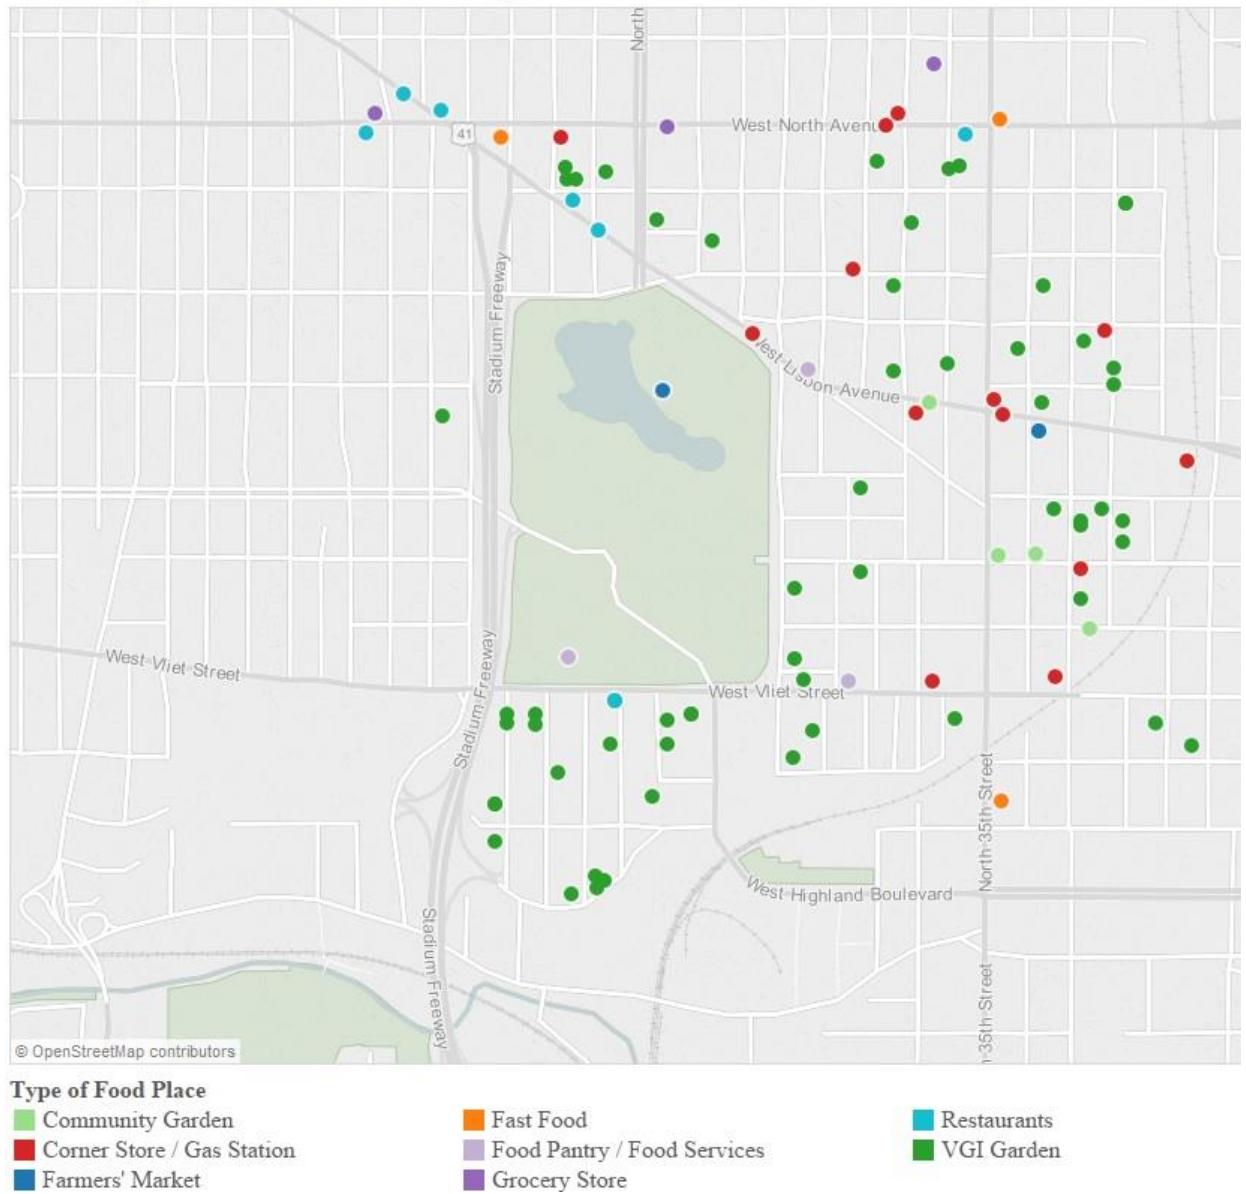 North
West North Avenu
41
Stadium Freeway
West Lisbon Avenue
Stadium Freeway
West Vliet Street
West Vliet Street
North 35th Street
West Highland Boulevard
Stadium Freeway
h 35th Street
© OpenStreetMap contributors
Type of Food Place
Community Garden
Fast Food
Restaurants
Corner Store / Gas Station
Food Pantry / Food Services
VGI Garden
Farmers' Market
Grocery Store